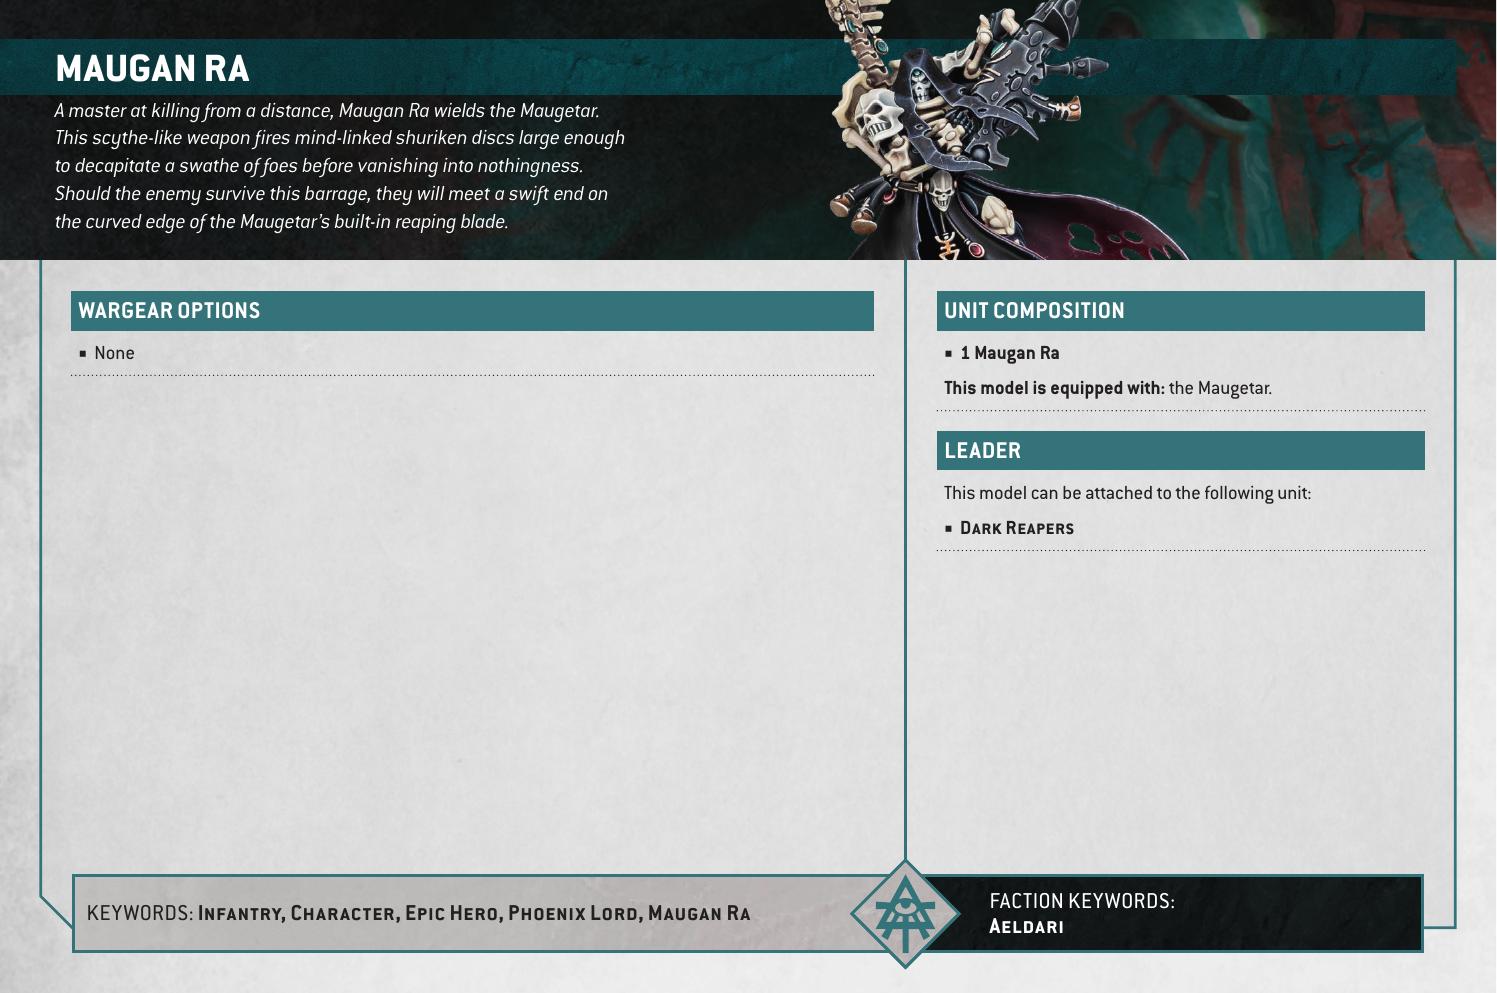 MAUGAN RA
A master at killing from a distance, Maugan Ra wields the Maugetar.
This scythe-like weapon fires mind-linked shuriken discs large enough
to decapitate a swathe of foes before vanishing into nothingness.
Should the enemy survive this barrage, they will meet a swift end on
the curved edge of the Maugetar’s built-in reaping blade.
WARGEAR OPTIONS
▪ None
UNIT COMPOSITION
▪ 1 Maugan Ra
This model is equipped with: the Maugetar.
LEADER
This model can be attached to the following unit:
▪ Dark Reapers
KEYWORDS: Infantry, Character, Epic Hero, Phoenix Lord, Maugan Ra
FACTION KEYWORDS:
Aeldari